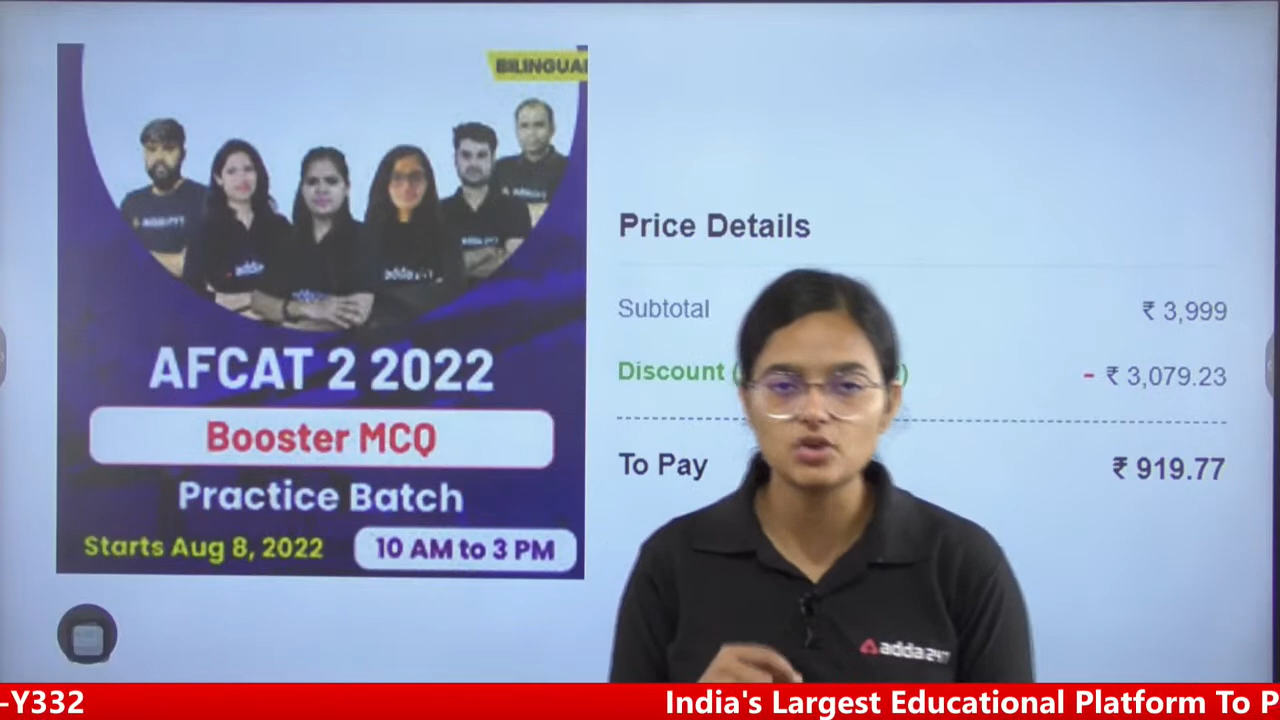 BILINGUAL
adda247
AFCAT 2 2022
Booster MCQ
Practice Batch
Starts Aug 8, 2022
10 AM to 3 PM
Price Details
Subtotal
₹ 3,999
Discount (
)
- ₹ 3,079.23
To Pay
₹ 919.77
adda247
-Y332
India's Largest Educational Platform To P